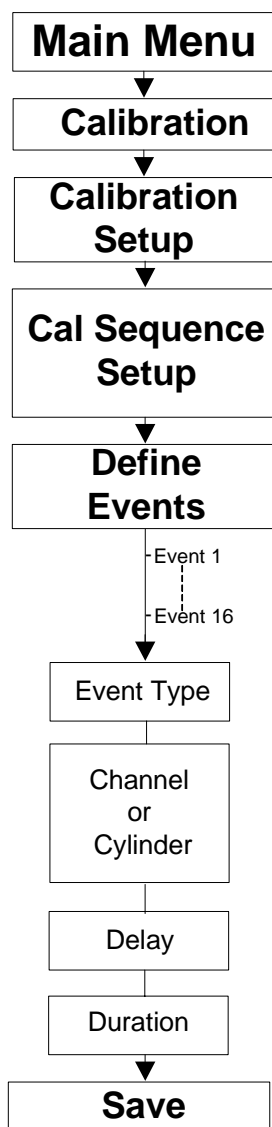 Main Menu
Calibration
Calibration
Setup
Cal Sequence
Setup
Define
Events
Event 1
Event 16
Event Type
Channel
or
Cylinder
Delay
Duration
Save